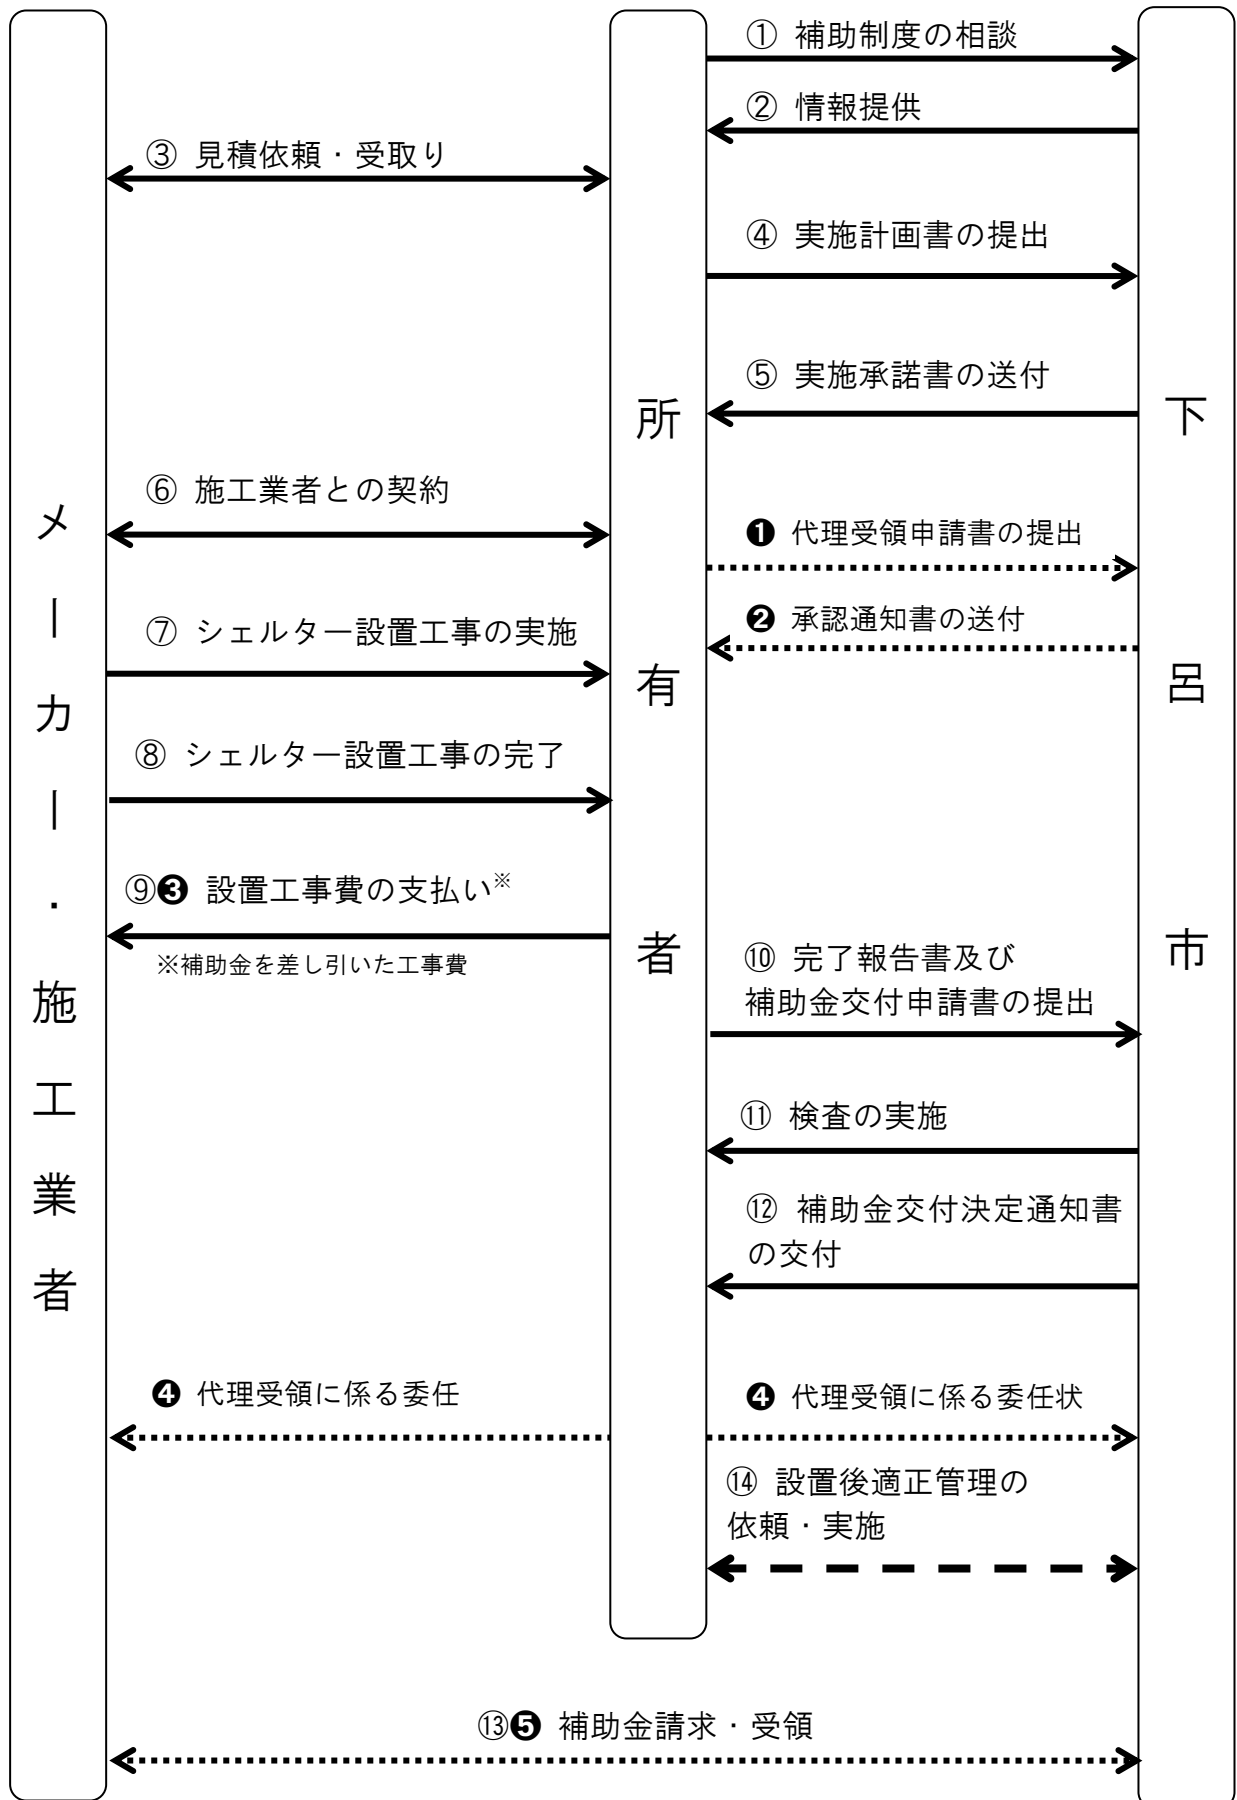 ① 補助制度の相談
② 情報提供
③ 見積依頼・受取り
④ 実施計画書の提出
⑤ 実施承諾書の送付
⑥ 施工業者との契約
❶ 代理受領申請書の提出
❷ 承認通知書の送付
⑦ シェルター設置工事の実施
⑧ シェルター設置工事の完了
⑨❸ 設置工事費の支払い※
※補助金を差し引いた工事費
⑩ 完了報告書及び
補助金交付申請書の提出
⑪ 検査の実施
⑫ 補助金交付決定通知書
の交付
❹ 代理受領に係る委任
❹ 代理受領に係る委任状
⑭ 設置後適正管理の
依頼・実施
⑬❺ 補助金請求・受領
メーカー・施工業者
所有者
下呂市